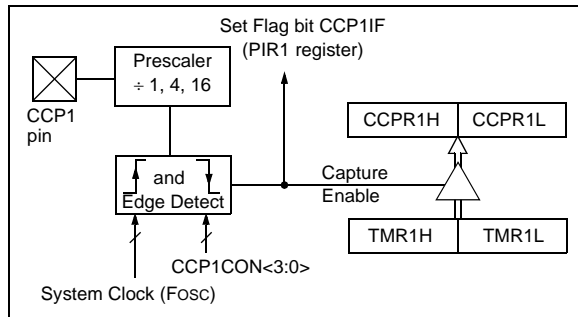 Set Flag bit CCP1IF
(PIR1 register)
Prescaler
÷ 1, 4, 16
CCP1
pin
CCPR1H CCPR1L
and
Edge Detect
Capture
Enable
TMR1H TMR1L
CCP1CON<3:0>
System Clock (FOSC)